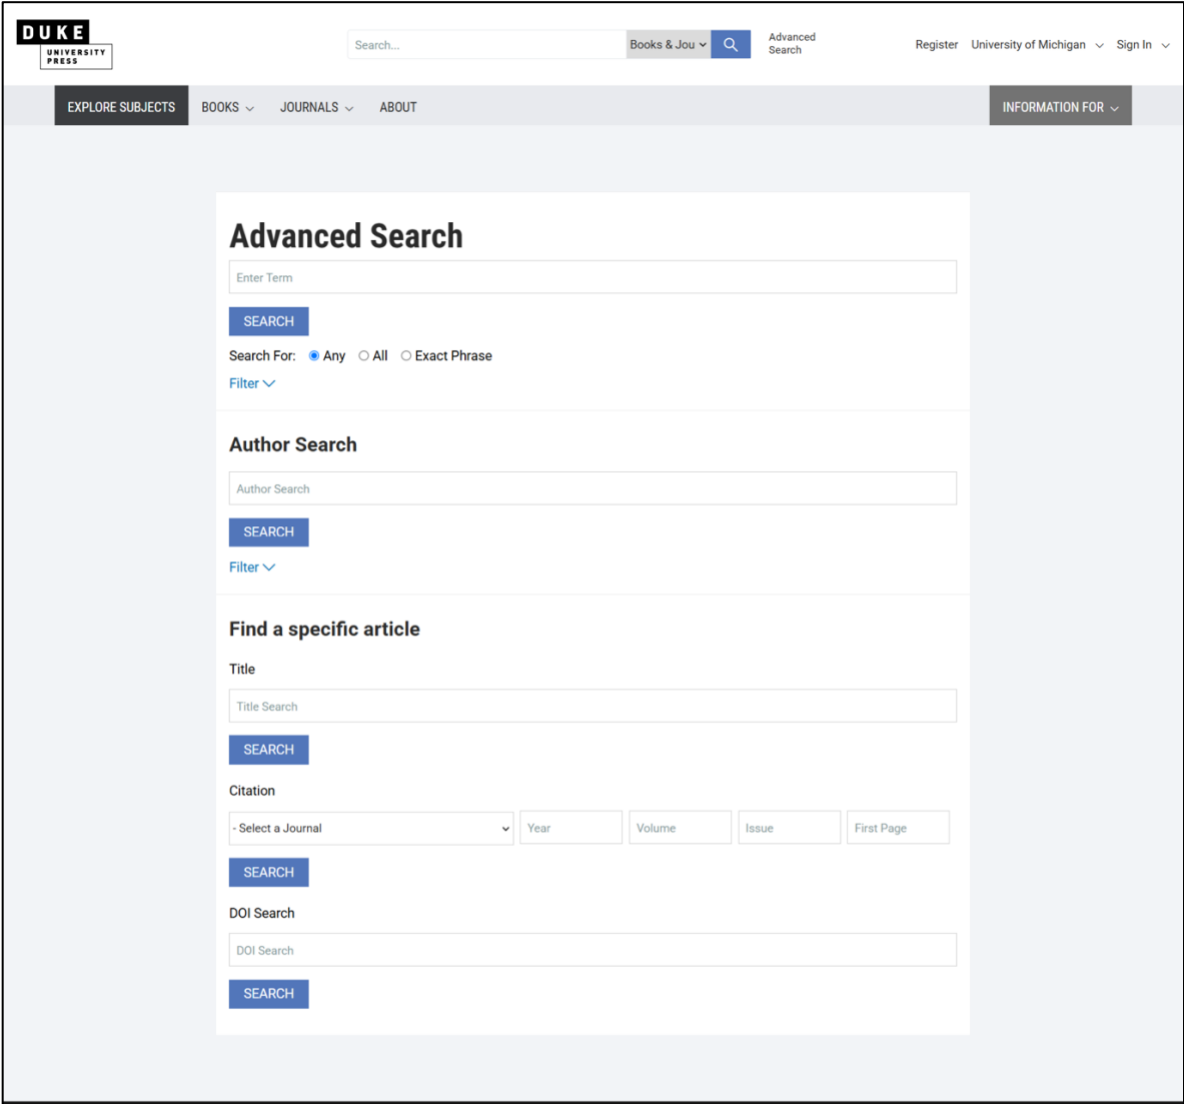 DUKE
UNIVERSITY
PRESS
Search...
Books & Jou
Advanced
Search
Register University of Michigan Sign In
EXPLORE SUBJECTS BOOKS JOURNALS ABOUT INFORMATION FOR
Advanced Search
Enter Term
SEARCH
Search For: Any All Exact Phrase
Filter
Author Search
Author Search
SEARCH
Filter
Find a specific article
Title
Title Search
SEARCH
Citation
- Select a Journal Year Volume Issue First Page
SEARCH
DOI Search
DOI Search
SEARCH